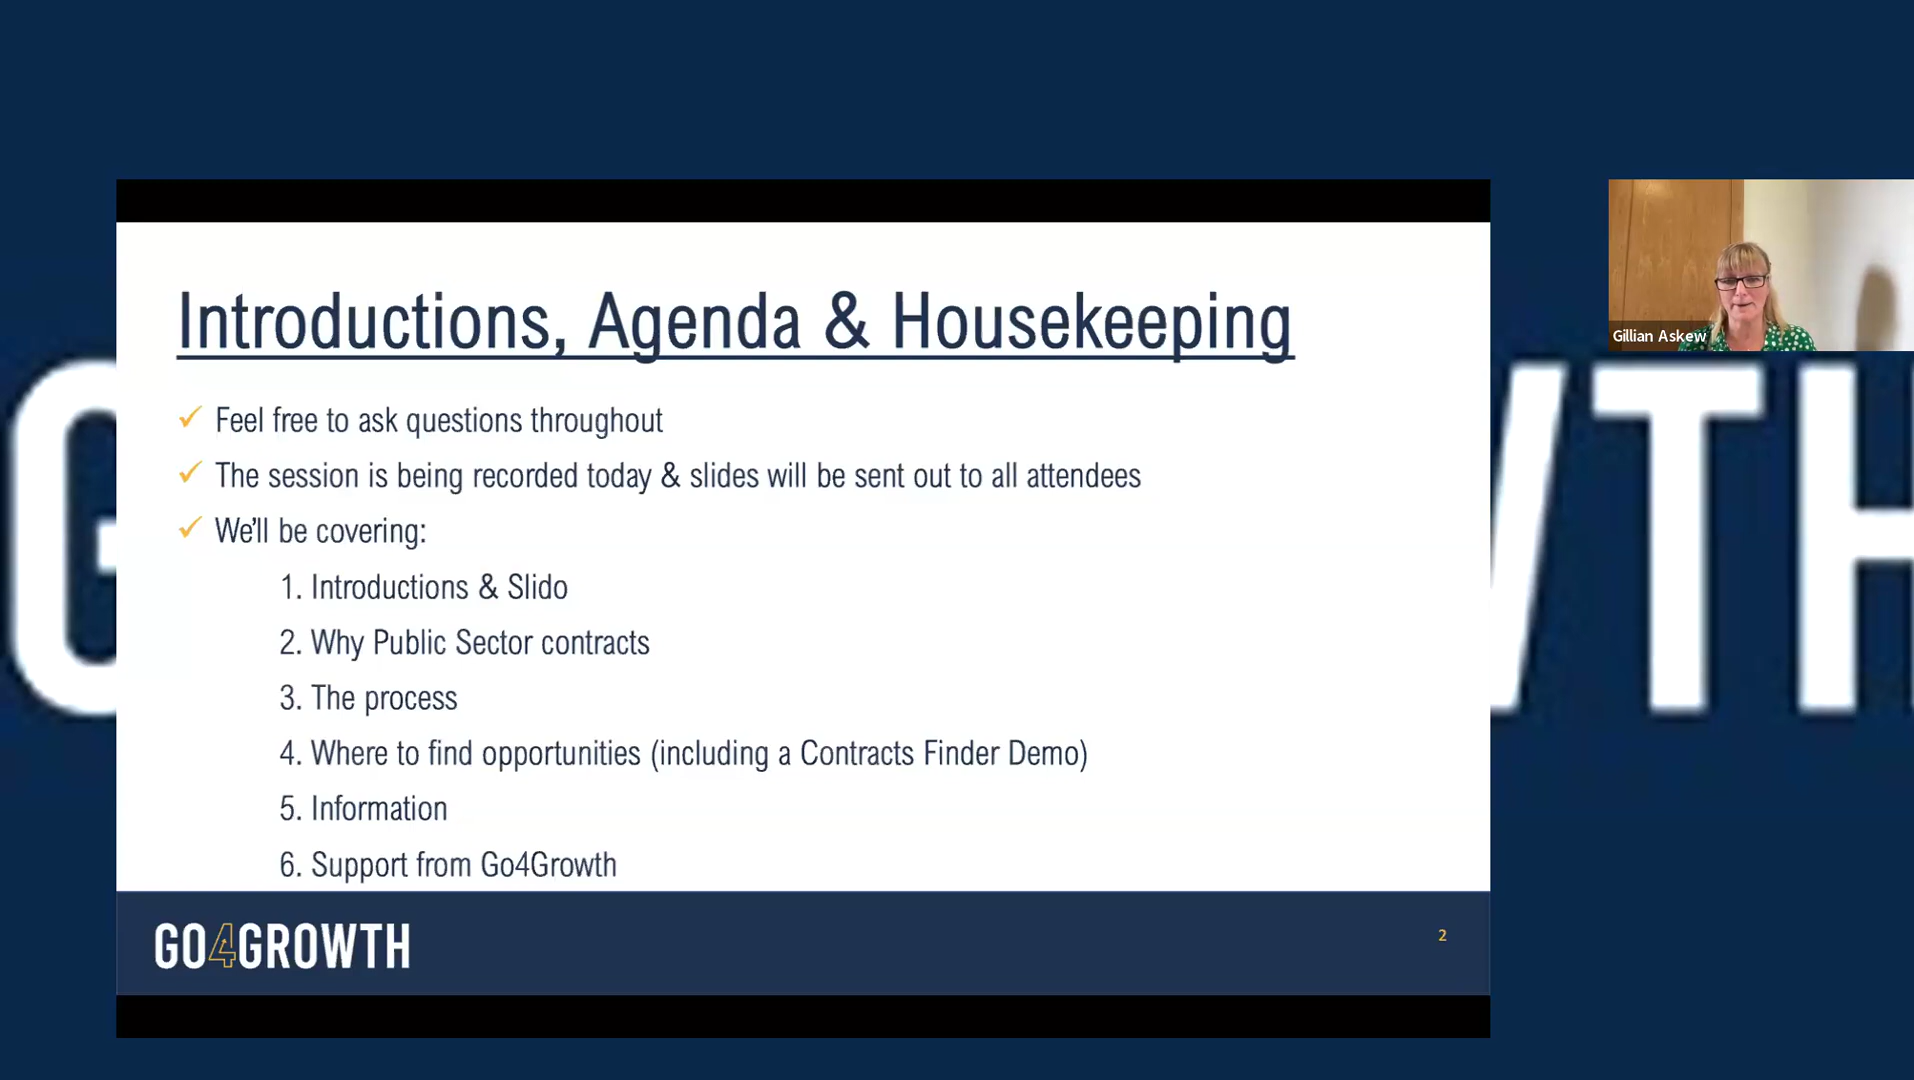 Introductions, Agenda & Housekeeping
✓ Feel free to ask questions throughout
✓ The session is being recorded today & slides will be sent out to all attendees
✓ We'll be covering:
1. Introductions & Slido
2. Why Public Sector contracts
3. The process
4. Where to find opportunities (including a Contracts Finder Demo)
5. Information
6. Support from Go4Growth
GO4GROWTH
2
Gillian Askew
G WTH